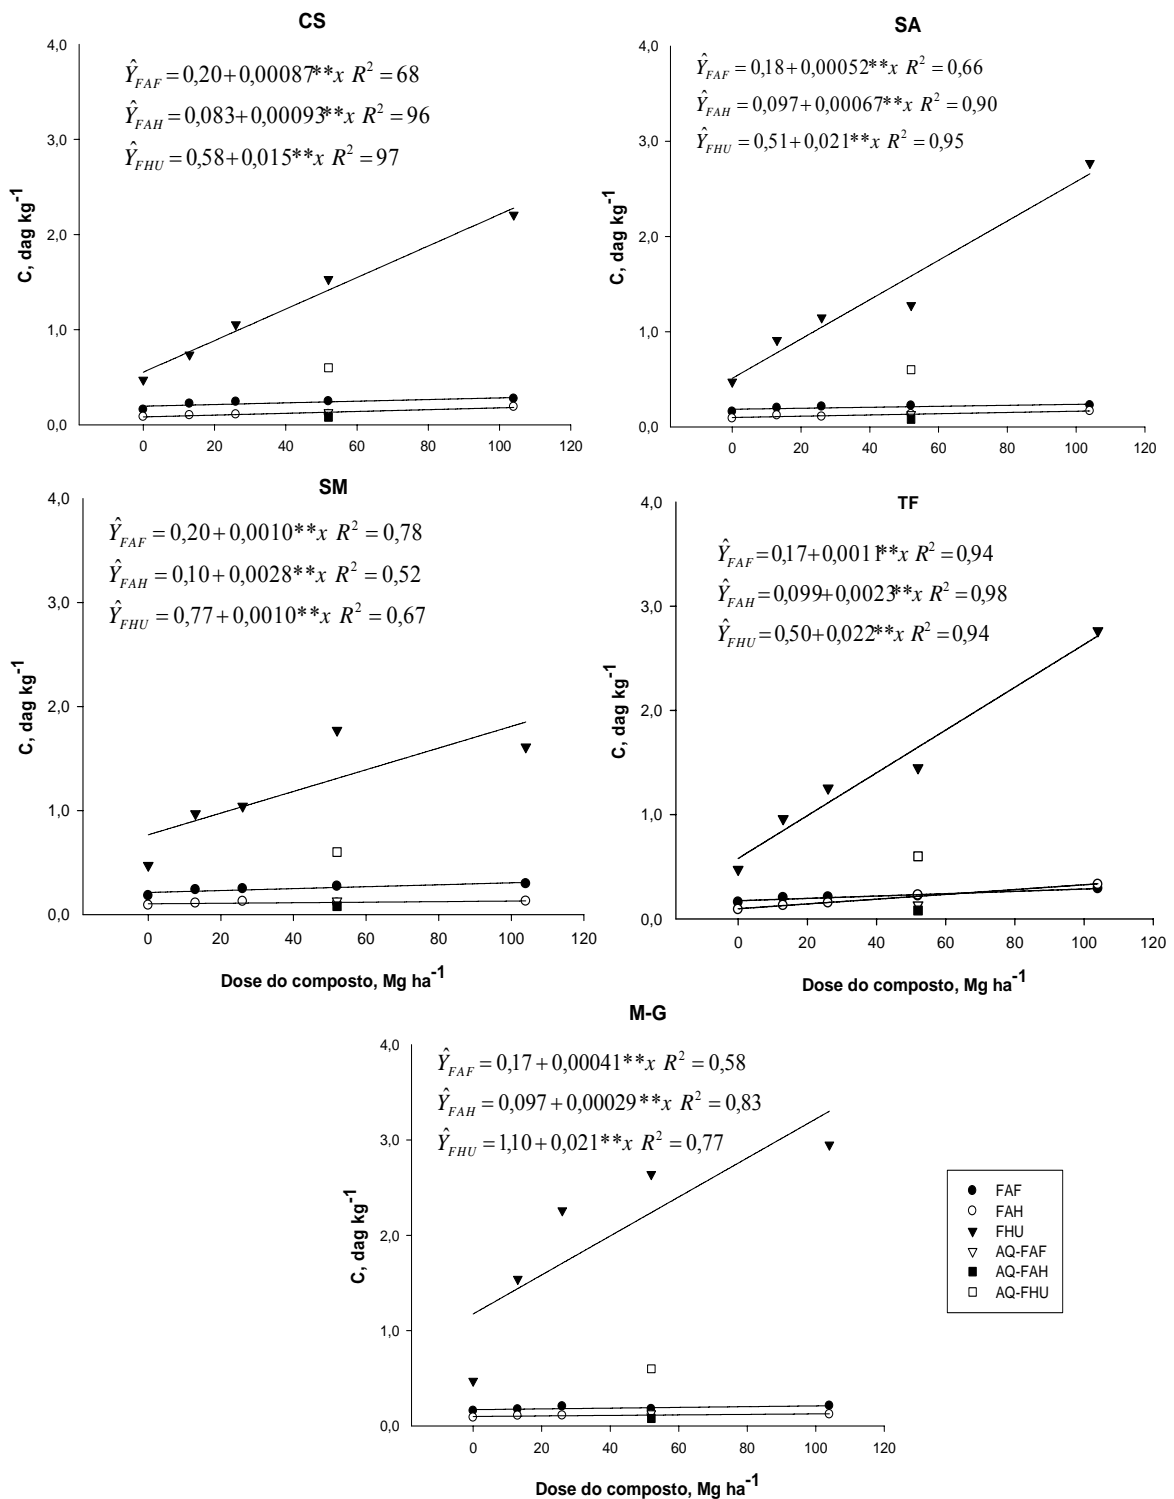 CS
4,0
3,0
2,0
1,0
0,0
C, dag kg-1
Ŷ_FAF = 0,20+0,00087**x R² = 68
Ŷ_FAH = 0,083+0,00093**x R² = 96
Ŷ_FHU = 0,58+0,015**x R² = 97
0 20 40 60 80 100 120
SA
4,0
3,0
2,0
1,0
0,0
C, dag kg-1
Ŷ_FAF = 0,18+0,00052**x R² = 0,66
Ŷ_FAH = 0,097+0,00067**x R² = 0,90
Ŷ_FHU = 0,51+0,021**x R² = 0,95
0 20 40 60 80 100 120
SM
4,0
3,0
2,0
1,0
0,0
C, dag kg-1
Ŷ_FAF = 0,20+0,0010**x R² = 0,78
Ŷ_FAH = 0,10+0,0028**x R² = 0,52
Ŷ_FHU = 0,77+0,0010**x R² = 0,67
0 20 40 60 80 100 120
Dose do composto, Mg ha-1
TF
4,0
3,0
2,0
1,0
0,0
C, dag kg-1
Ŷ_FAF = 0,17+0,0011**x R² = 0,94
Ŷ_FAH = 0,099+0,0023**x R² = 0,98
Ŷ_FHU = 0,50+0,022**x R² = 0,94
0 20 40 60 80 100 120
Dose do composto, Mg ha-1
M-G
4,0
3,0
2,0
1,0
0,0
C, dag kg-1
Ŷ_FAF = 0,17+0,00041**x R² = 0,58
Ŷ_FAH = 0,097+0,00029**x R² = 0,83
Ŷ_FHU = 1,10+0,021**x R² = 0,77
0 20 40 60 80 100 120
Dose do composto, Mg ha-1
FAF
FAH
FHU
AQ-FAF
AQ-FAH
AQ-FHU